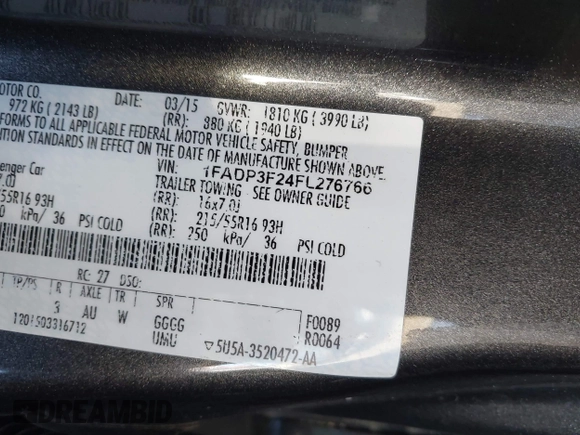 OTOR CO.
DATE: 03/15 GVWR: 1810 KG ( 3990 LB)
972 KG ( 2143 LB) (RR): 880 KG ( 1940 LB)
FORMS TO ALL APPLICABLE FEDERAL MOTOR VEHICLE SAFETY, BUMPER
STANDARDS IN EFFECT ON THE DATE OF MANUFACTURE SHOWN ABOVE.
VIN: 1FADP3F24FL276766
enger Car TRAILER TOWING - SEE OWNER GUIDE
(RR): 16x7.0J
55R16 93H (RR): 215/55R16 93H
kPa/ 36 PSI COLD (RR): 250 kPa/ 36 PSI COLD
RC: 27 DSO:
TP/PS R AXLE TR SPR
3 AU W GGGG F0089
1201503316712 UMU R0064
5U5A-3520472-AA
DREAMBID